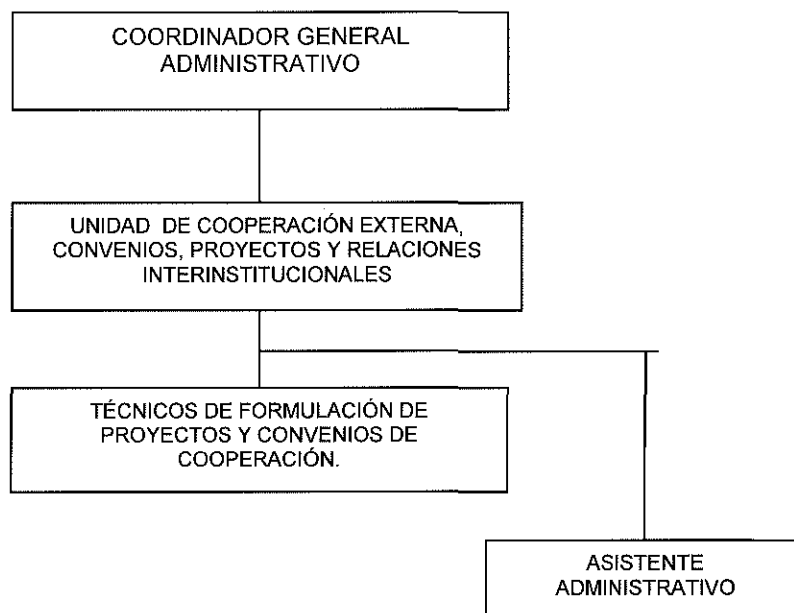 COORDINADOR GENERAL
ADMINISTRATIVO
UNIDAD DE COOPERACIÓN EXTERNA,
CONVENIOS, PROYECTOS Y RELACIONES
INTERINSTITUCIONALES
TÉCNICOS DE FORMULACIÓN DE
PROYECTOS Y CONVENIOS DE
COOPERACIÓN.
ASISTENTE
ADMINISTRATIVO